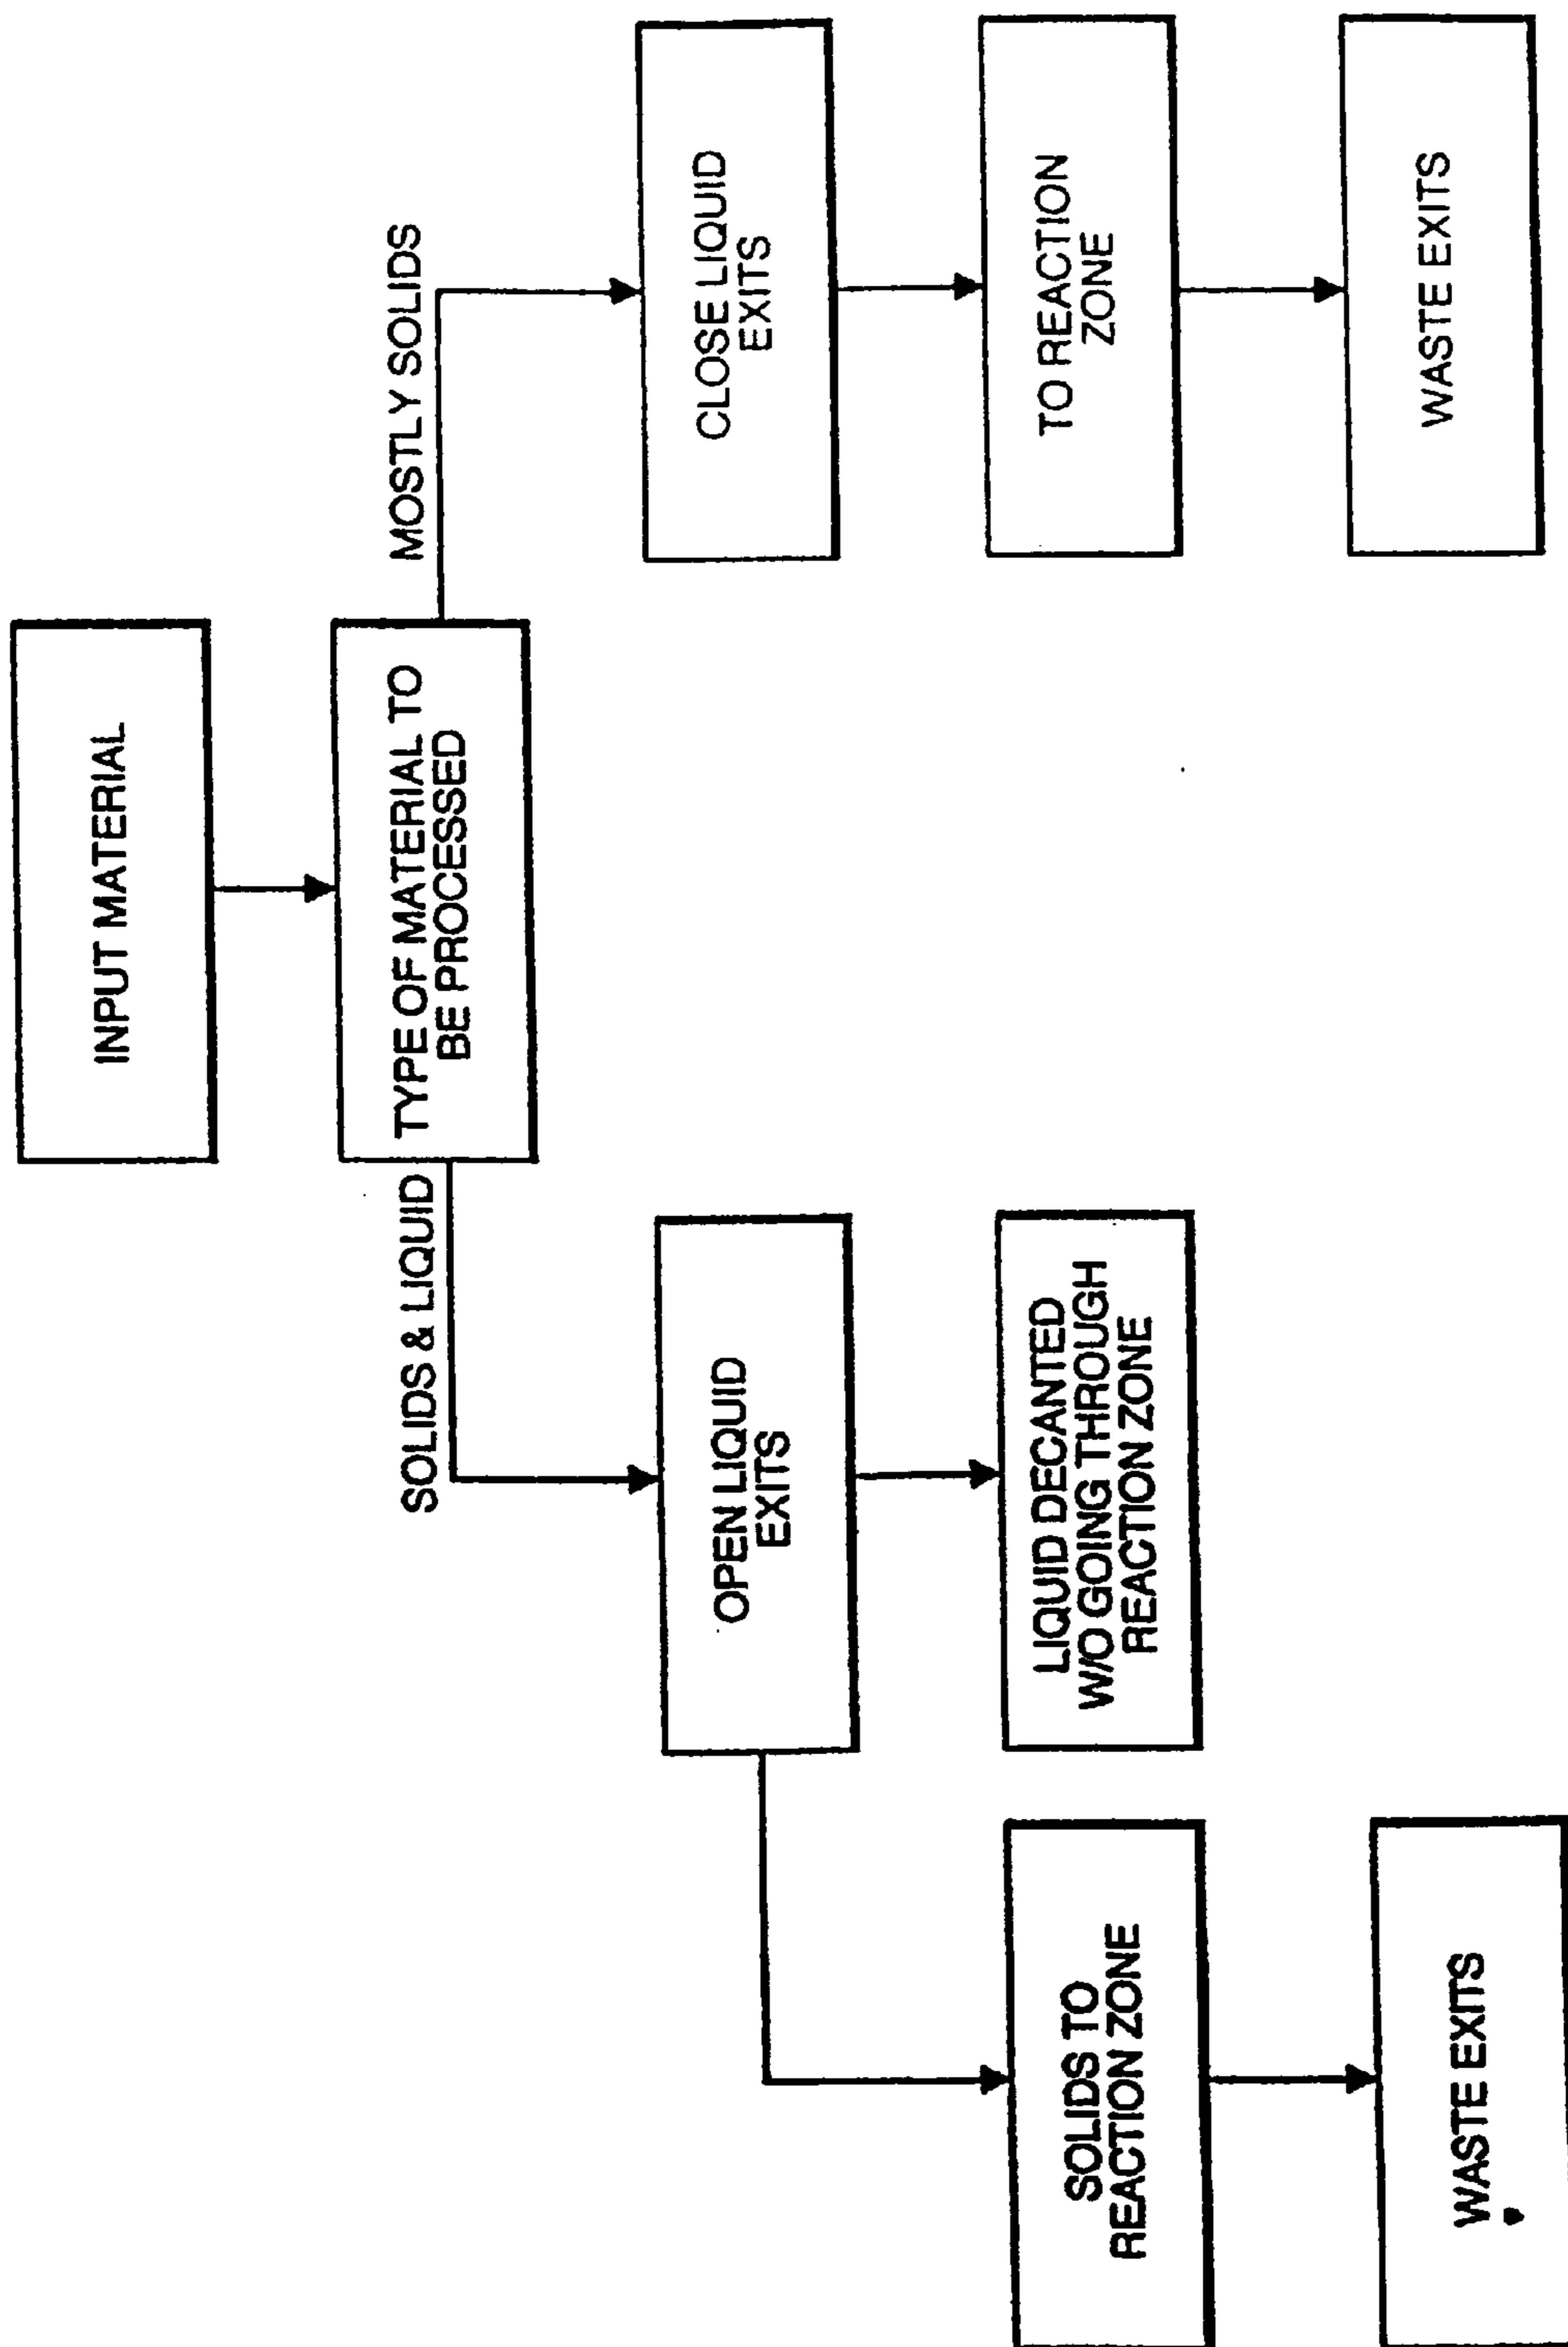 INPUT MATERIAL
TYPE OF MATERIAL TO
BE PROCESSED
SOLIDS & LIQUID
MOSTLY SOLIDS
OPEN LIQUID
EXITS
CLOSE LIQUID
EXITS
SOLIDS TO
REACTION ZONE
LIQUID DECANTED
W/O GOING THROUGH
REACTION ZONE
TO REACTION
ZONE
WASTE EXITS
WASTE EXITS